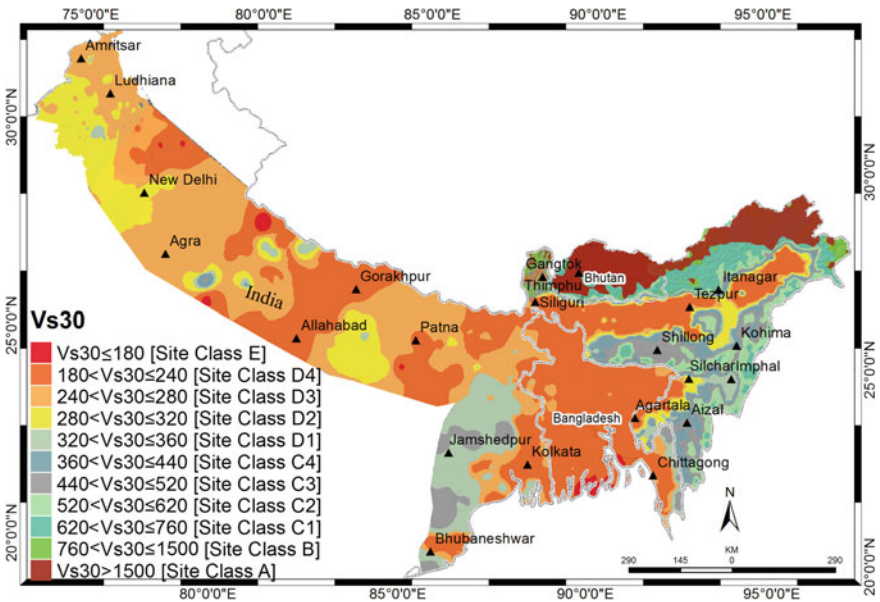 75°0'0"E 80°0'0"E 85°0'0"E 90°0'0"E 95°0'0"E
Amritsar
Ludhiana
30°0'0"N
30°0'0"N
New Delhi
Agra
Gangtok
Bhutan
Gorakhpur
Thimphu
Itanagar
India
Siliguri
Tezpur
Vs30
Allahabad
Patna
Shillong
Kohima
25°0'0"N
25°0'0"N
Silchar
Imphal
Bangladesh
Agartala
Aizal
Jamshedpur
Kolkata
Chittagong
Bhubaneshwar
Vs30≤180 [Site Class E]
180<Vs30≤240 [Site Class D4]
240<Vs30≤280 [Site Class D3]
280<Vs30≤320 [Site Class D2]
320<Vs30≤360 [Site Class D1]
360<Vs30≤440 [Site Class C4]
440<Vs30≤520 [Site Class C3]
520<Vs30≤620 [Site Class C2]
620<Vs30≤760 [Site Class C1]
760<Vs30≤1500 [Site Class B]
Vs30>1500 [Site Class A]
20°0'0"N
20°0'0"N
N
KM
290 145 0 290
80°0'0"E 85°0'0"E 90°0'0"E 95°0'0"E